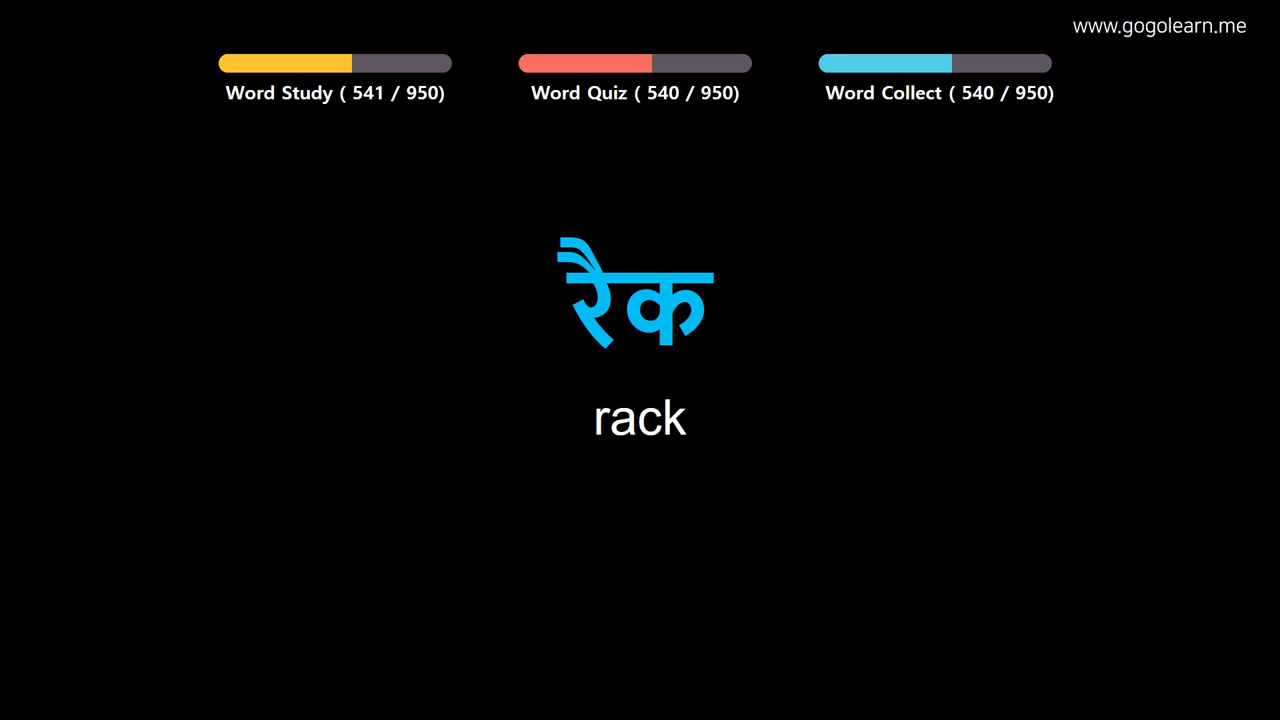 www.gogolearn.me
Word Study ( 541 / 950)
Word Quiz ( 540 / 950)
Word Collect ( 540 / 950)
रैक
rack